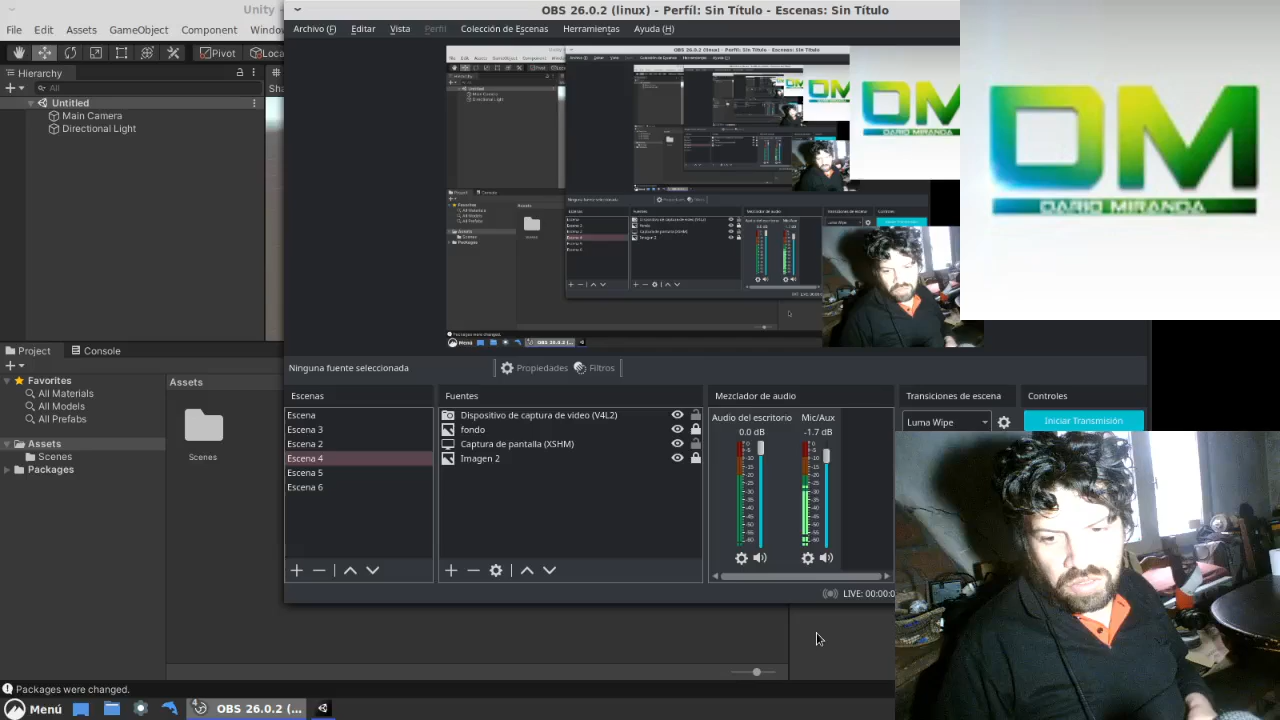 Unity
OBS 26.0.2 (linux) - Perfil: Sin Título - Escenas: Sin Título
File Edit Assets GameObject Component
Archivo (F) Editar Vista Perfil Colección de Escenas Herramientas Ayuda (H)
Pivot
Hierarchy
All
Untitled
Main Camera
Directional Light
DM
DARIO MIRANDA
Project Console
Favorites
All Materials
All Models
All Prefabs
Assets
Scenes
Packages
Assets
Scenes
Ninguna fuente seleccionada
Propiedades Filtros
Escenas
Escena
Escena 3
Escena 2
Escena 4
Escena 5
Escena 6
Fuentes
Dispositivo de captura de video (V4L2)
fondo
Captura de pantalla (XSHM)
Imagen 2
Mezclador de audio
Audio del escritorio Mic/Aux
0.0 dB -1.7 dB
Transiciones de escena
Luma Wipe
Controles
Iniciar Transmisión
LIVE: 00:00:0
Packages were changed.
Menú OBS 26.0.2 (...